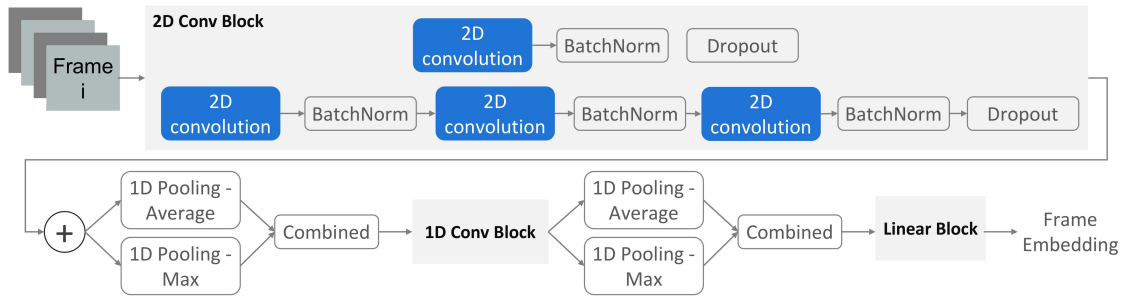 2D Conv Block
Frame
i
2D
convolution
BatchNorm
Dropout
2D
convolution
BatchNorm
2D
convolution
BatchNorm
2D
convolution
BatchNorm
Dropout
+
1D Pooling -
Average
1D Pooling -
Max
Combined
1D Conv Block
1D Pooling -
Average
1D Pooling -
Max
Combined
Linear Block
Frame
Embedding